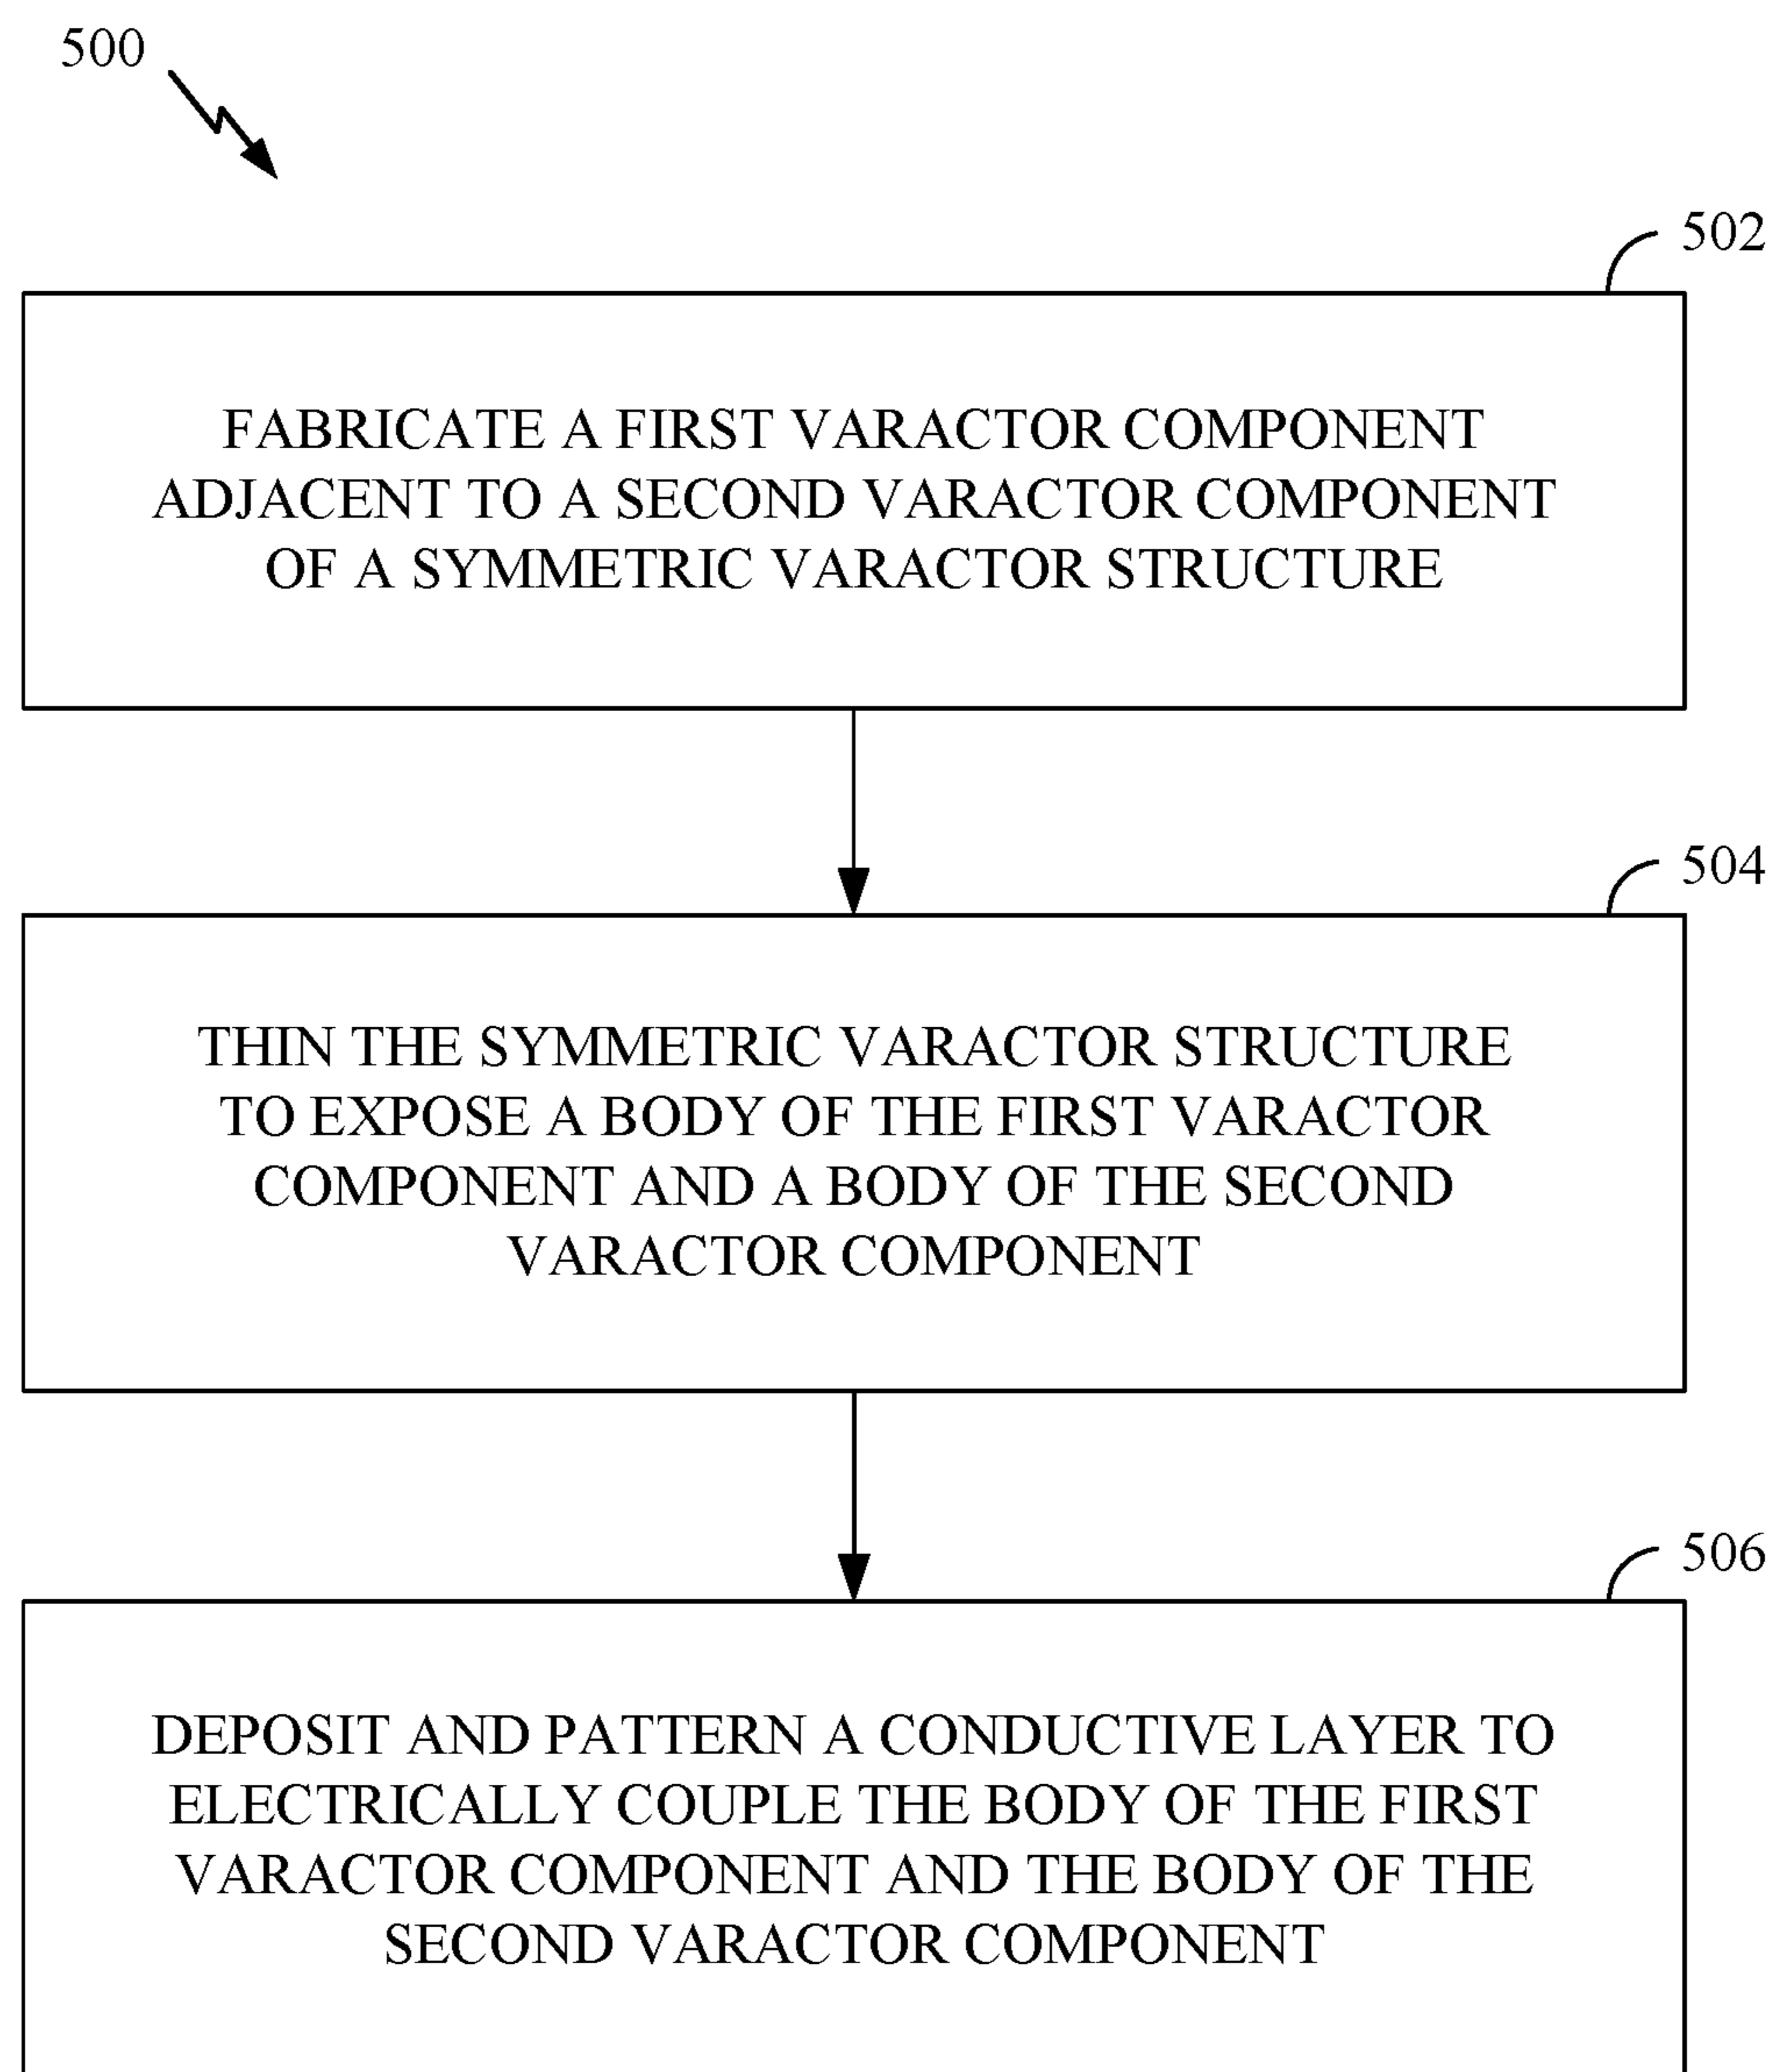 500
502
FABRICATE A FIRST VARACTOR COMPONENT
ADJACENT TO A SECOND VARACTOR COMPONENT
OF A SYMMETRIC VARACTOR STRUCTURE
504
THIN THE SYMMETRIC VARACTOR STRUCTURE
TO EXPOSE A BODY OF THE FIRST VARACTOR
COMPONENT AND A BODY OF THE SECOND
VARACTOR COMPONENT
506
DEPOSIT AND PATTERN A CONDUCTIVE LAYER TO
ELECTRICALLY COUPLE THE BODY OF THE FIRST
VARACTOR COMPONENT AND THE BODY OF THE
SECOND VARACTOR COMPONENT